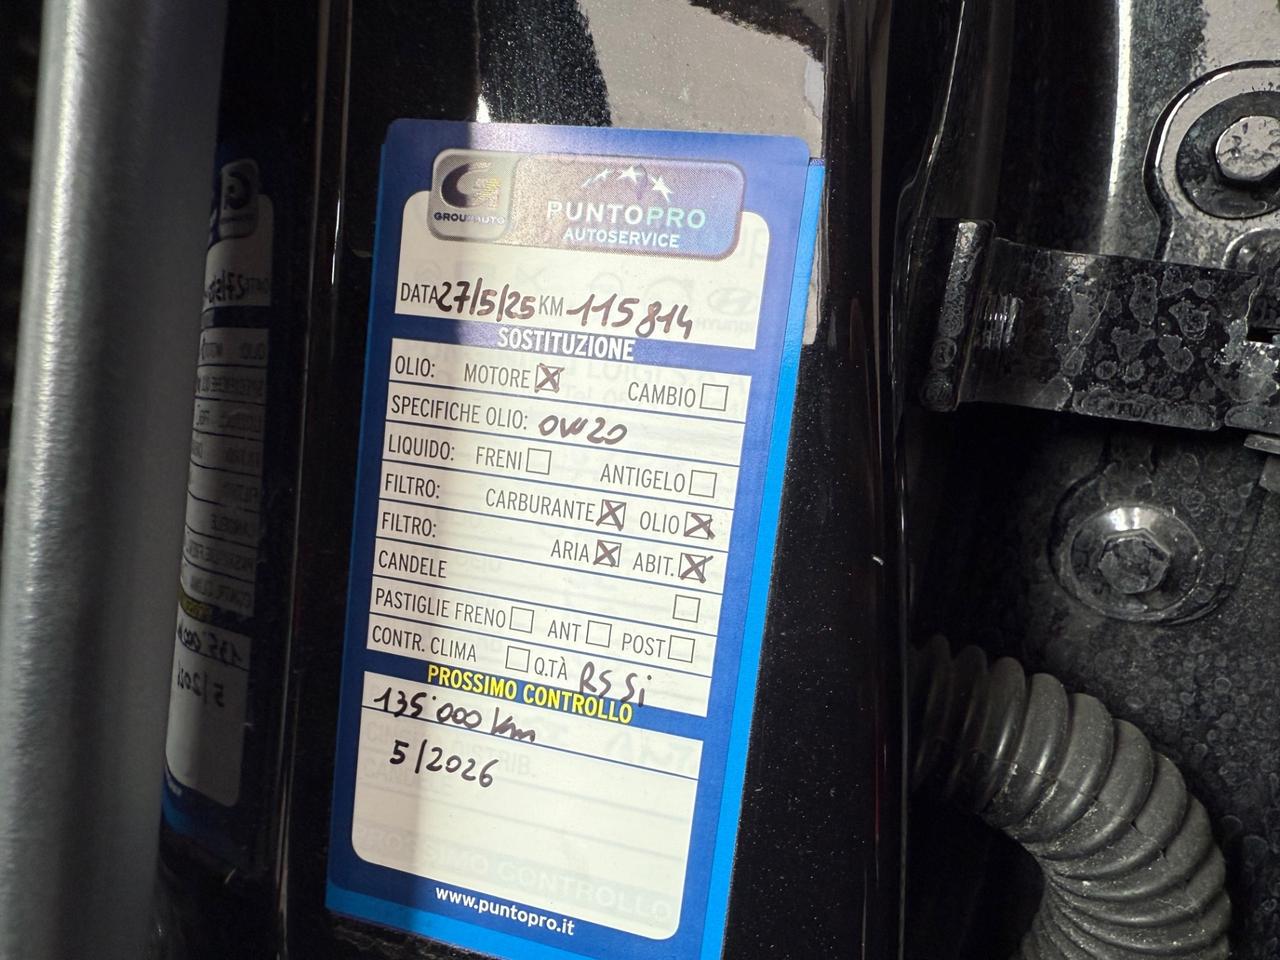 GROUPAUTO
PUNTOPRO
AUTOSERVICE
DATA 27/5/25 KM 115814
SOSTITUZIONE
OLIO: MOTORE ☒ CAMBIO ☐
SPECIFICHE OLIO: 0W20
LIQUIDO: FRENI ☐ ANTIGELO ☐
FILTRO: CARBURANTE ☒ OLIO ☒
FILTRO: ARIA ☒ ABIT. ☒
CANDELE ☐
PASTIGLIE FRENO ☐ ANT ☐ POST ☐
CONTR. CLIMA ☐ Q.TÀ RS Si
PROSSIMO CONTROLLO
135'000 km
5/2026
www.puntopro.it